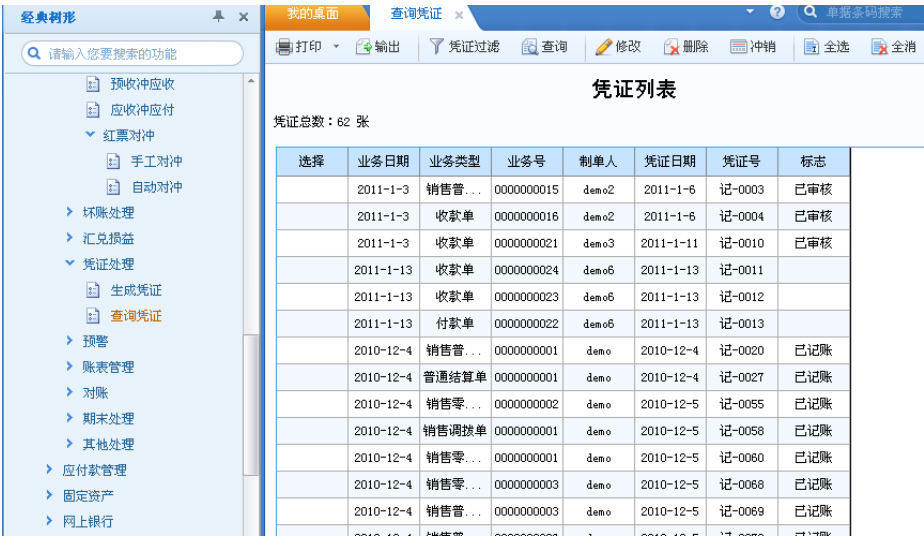 经典树形
我的桌面
查询凭证
单据条码搜索
请输入您要搜索的功能
打印 输出 凭证过滤 查询 修改 删除 冲销 全选 全消
预收冲应收
应收冲应付
红票对冲
手工对冲
自动对冲
坏账处理
汇兑损益
凭证处理
生成凭证
查询凭证
预警
账表管理
对账
期末处理
其他处理
应付款管理
固定资产
网上银行
凭证列表
凭证总数：62 张
选择 业务日期 业务类型 业务号 制单人 凭证日期 凭证号 标志
2011-1-3 销售普... 0000000015 demo2 2011-1-6 记-0003 已审核
2011-1-3 收款单 0000000016 demo2 2011-1-6 记-0004 已审核
2011-1-3 收款单 0000000021 demo3 2011-1-11 记-0010 已审核
2011-1-13 收款单 0000000024 demo6 2011-1-13 记-0011
2011-1-13 收款单 0000000023 demo6 2011-1-13 记-0012
2011-1-13 付款单 0000000022 demo6 2011-1-13 记-0013
2010-12-4 销售普... 0000000001 demo 2010-12-4 记-0020 已记账
2010-12-4 普通结算单 0000000001 demo 2010-12-4 记-0027 已记账
2010-12-4 销售零... 0000000002 demo 2010-12-5 记-0055 已记账
2010-12-4 销售调拨单 0000000001 demo 2010-12-5 记-0058 已记账
2010-12-4 销售零... 0000000001 demo 2010-12-5 记-0060 已记账
2010-12-4 销售零... 0000000003 demo 2010-12-5 记-0068 已记账
2010-12-4 销售普... 0000000003 demo 2010-12-5 记-0069 已记账